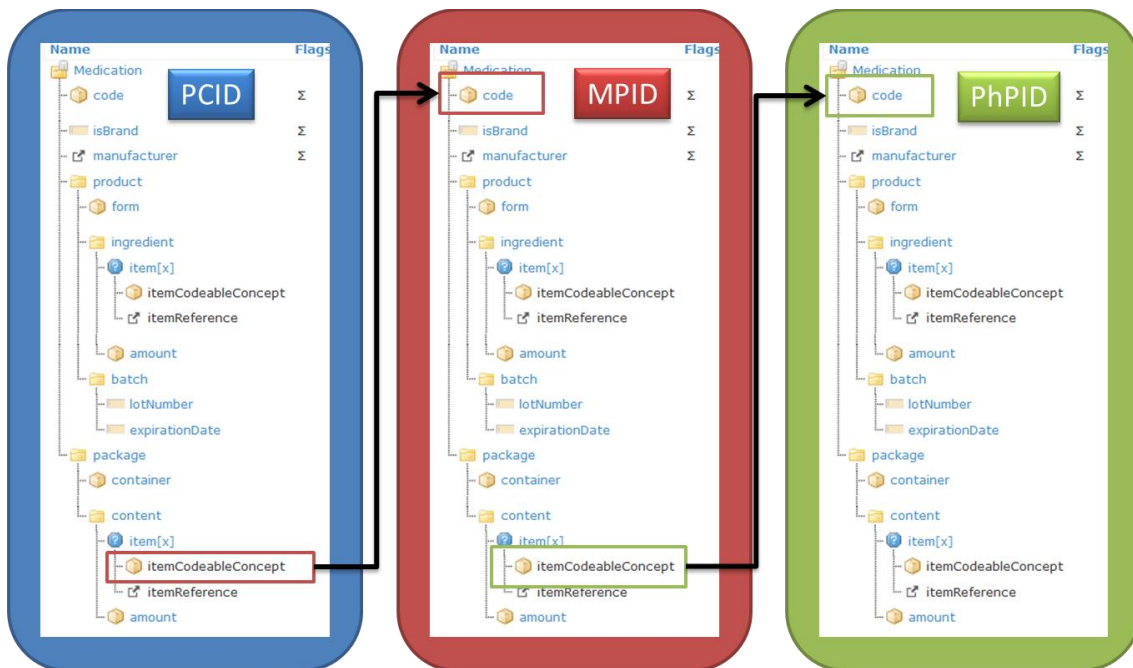 Name Flags
Medication
PCID
code Σ
isBrand Σ
manufacturer Σ
product
form
ingredient
item[x]
itemCodeableConcept
itemReference
amount
batch
lotNumber
expirationDate
package
container
content
item[x]
itemCodeableConcept
itemReference
amount
Name Flags
Medication
MPID
code Σ
isBrand Σ
manufacturer Σ
product
form
ingredient
item[x]
itemCodeableConcept
itemReference
amount
batch
lotNumber
expirationDate
package
container
content
item[x]
itemCodeableConcept
itemReference
amount
Name Flags
Medication
PhPID
code Σ
isBrand Σ
manufacturer Σ
product
form
ingredient
item[x]
itemCodeableConcept
itemReference
amount
batch
lotNumber
expirationDate
package
container
content
item[x]
itemCodeableConcept
itemReference
amount